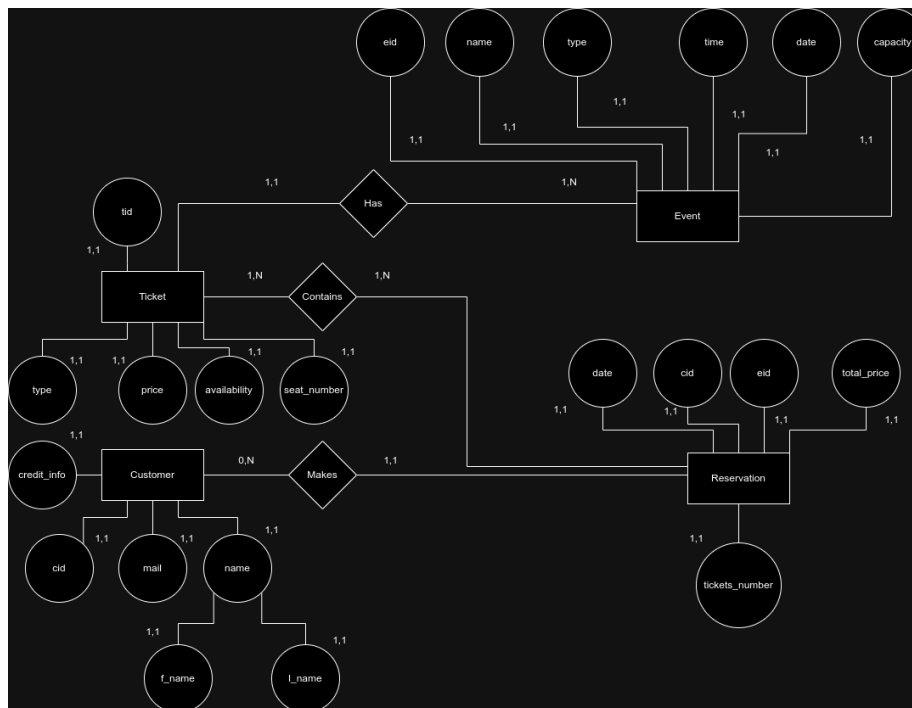 eid
name
type
time
date
capacity
1,1
1,1
1,1
1,1
1,1
1,1
1,1
Has
1,N
Event
tid
1,1
Ticket
1,N
Contains
1,N
type
1,1
price
1,1
availability
1,1
seat_number
1,1
date
1,1
cid
1,1
eid
1,1
total_price
1,1
credit_info
1,1
Customer
0,N
Makes
1,1
Reservation
cid
1,1
mail
1,1
name
1,1
1,1
tickets_number
1,1
f_name
1,1
l_name